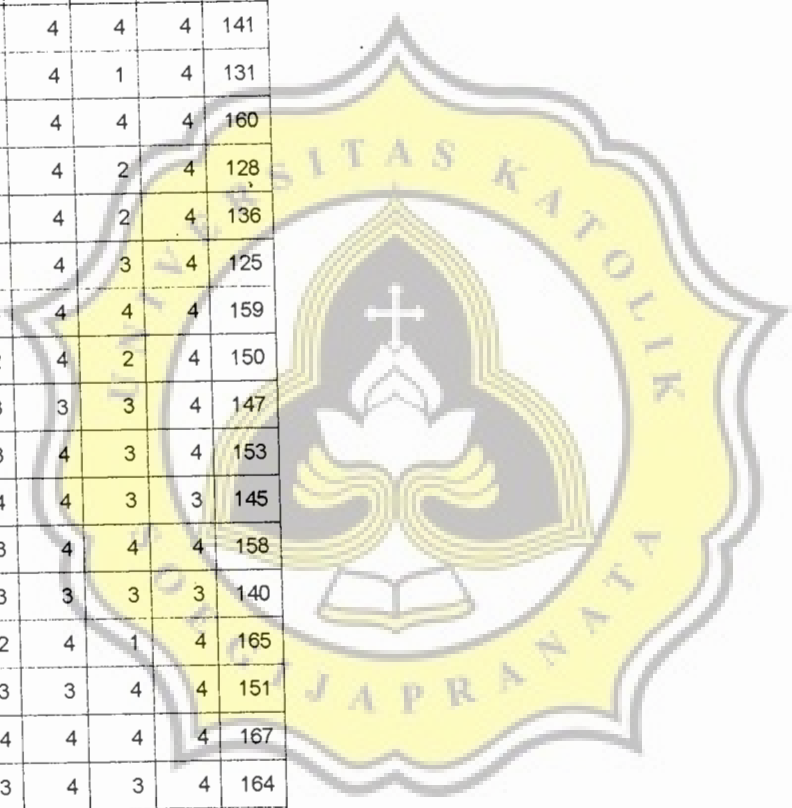 4 4 4 141
4 1 4 131
4 4 4 160
4 2 4 128
4 2 4 136
4 3 4 125
4 4 4 159
4 2 4 150
3 3 3 4 147
3 4 3 4 153
4 4 3 3 145
3 4 4 4 158
3 3 3 3 140
2 4 1 4 165
3 3 4 4 151
4 4 4 4 167
3 4 3 4 164
UNIVERSITAS KATOLIK
SOEGIJAPRANATA